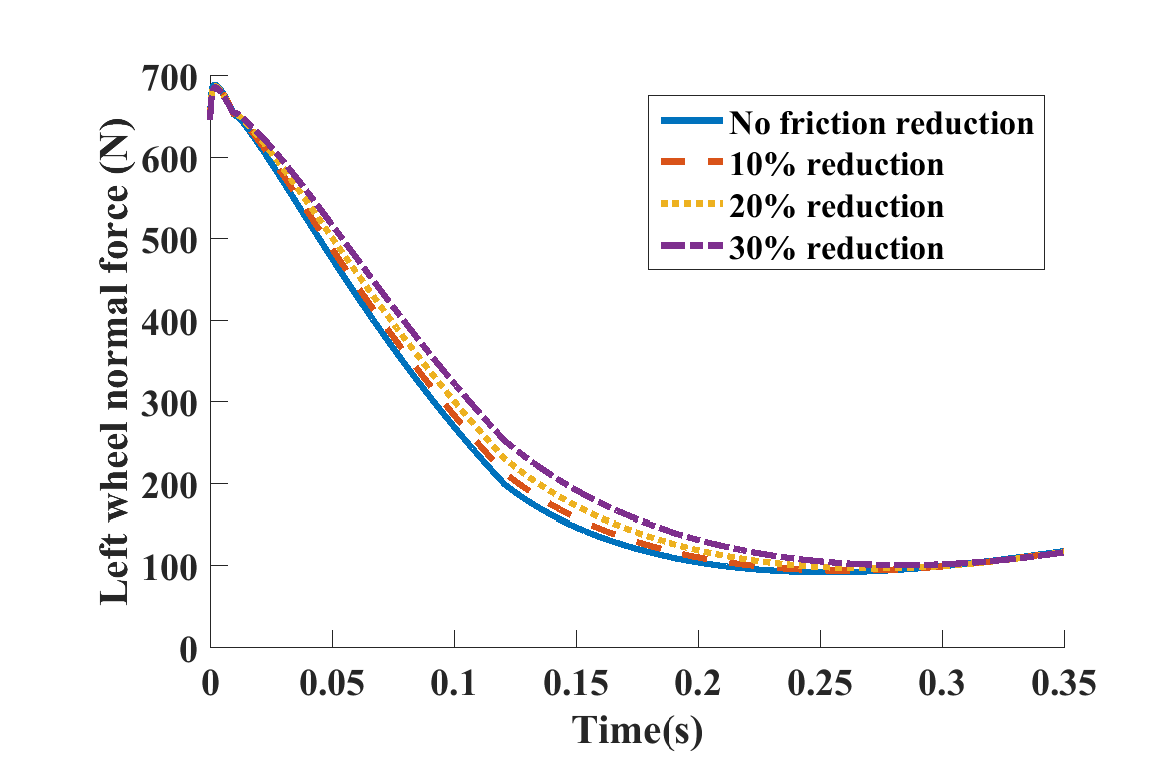 700
600
500
400
300
200
100
0
Left wheel normal force (N)
No friction reduction
10% reduction
20% reduction
30% reduction
0 0.05 0.1 0.15 0.2 0.25 0.3 0.35
Time(s)